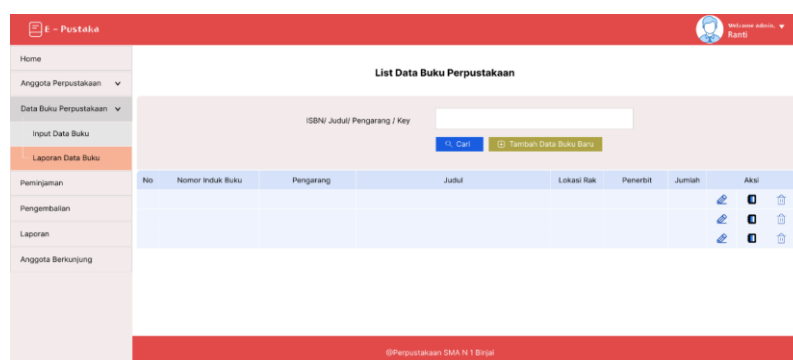 E - Pustaka
Welcome admin,
Ranti
Home
Anggota Perpustakaan
Data Buku Perpustakaan
Input Data Buku
Laporan Data Buku
Peminjaman
Pengembalian
Laporan
Anggota Berkunjung
List Data Buku Perpustakaan
ISBN/ Judul/ Pengarang / Key
Cari
Tambah Data Buku Baru
No Nomor Induk Buku Pengarang Judul Lokasi Rak Penerbit Jumlah Aksi
@Perpustakaan SMA N 1 Binjai